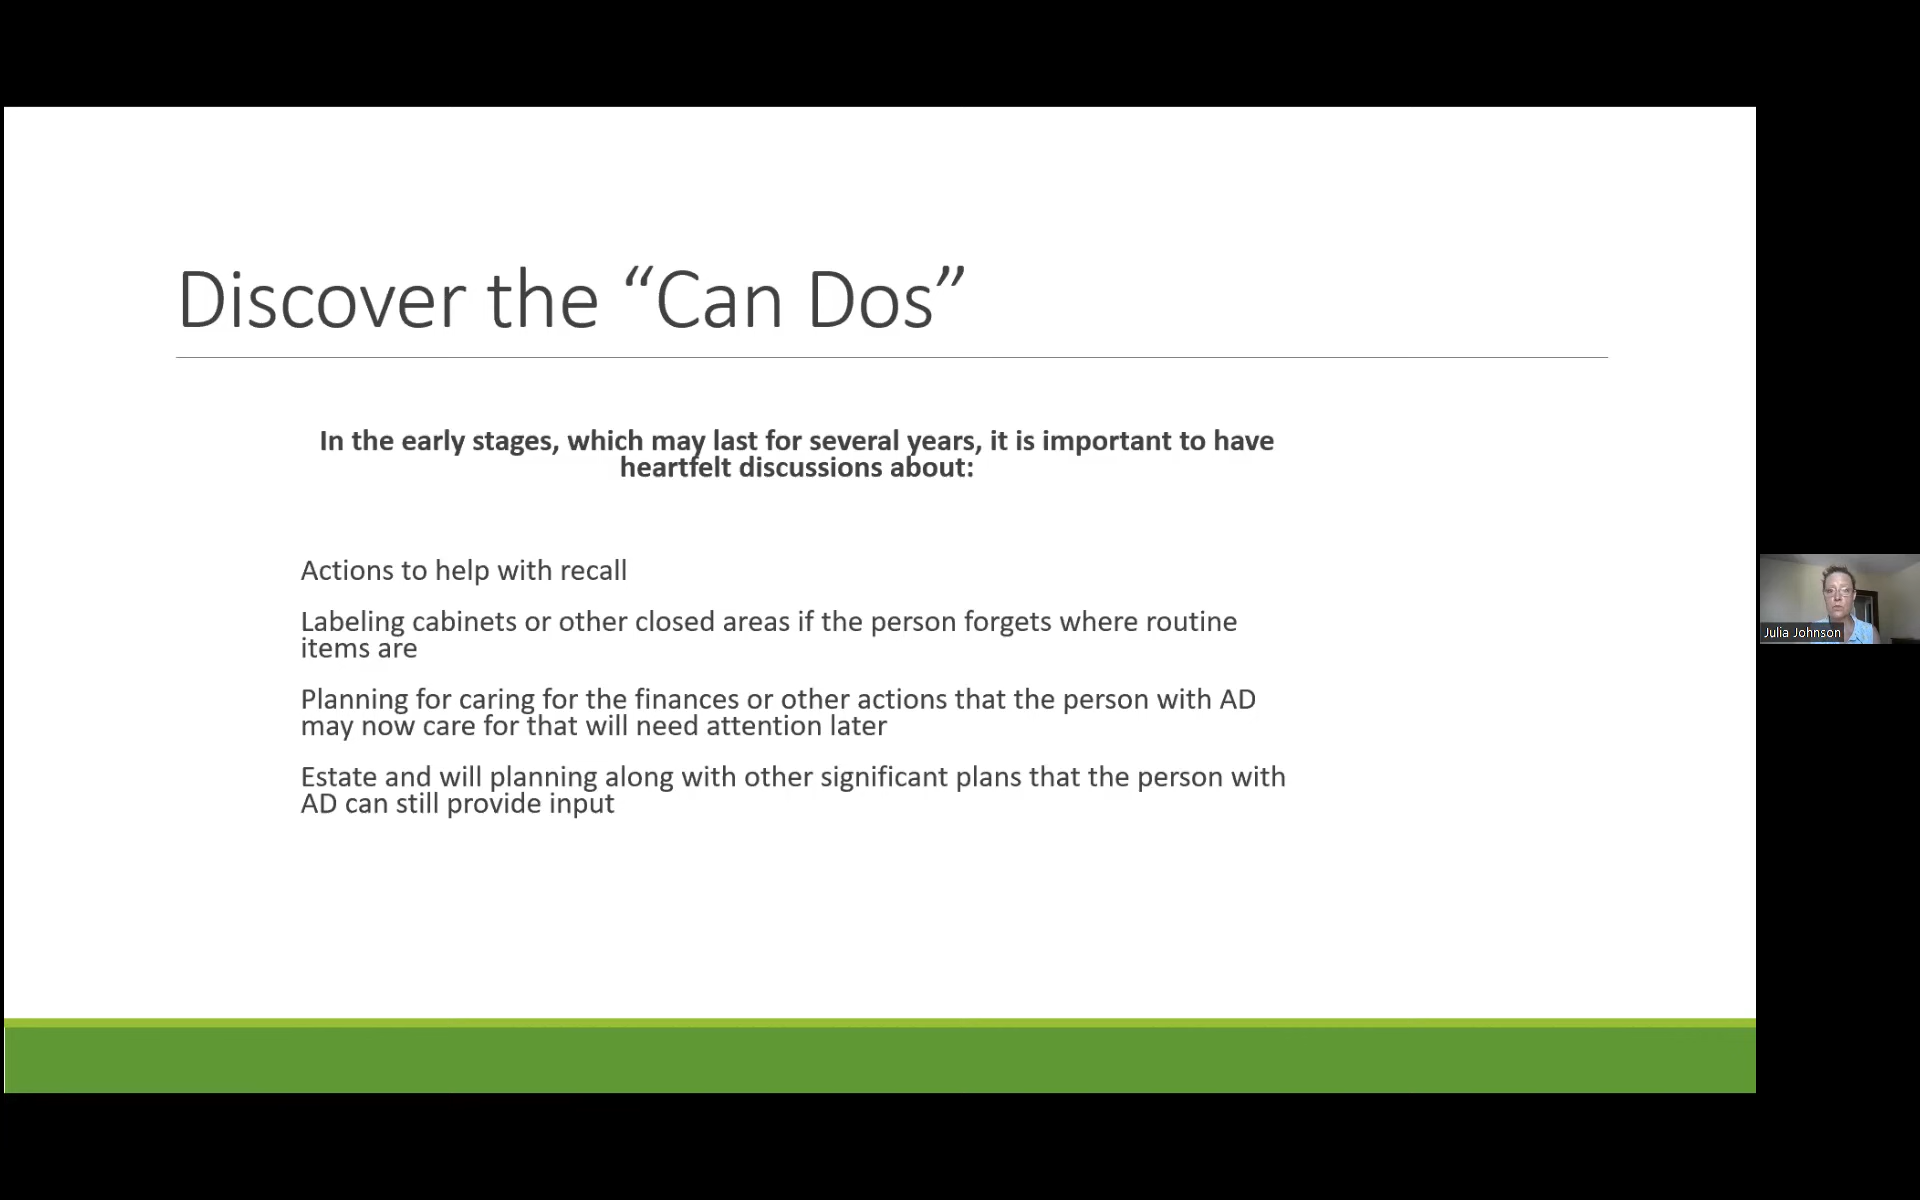 Discover the “Can Dos”
In the early stages, which may last for several years, it is important to have
heartfelt discussions about:
Actions to help with recall
Labeling cabinets or other closed areas if the person forgets where routine
items are
Planning for caring for the finances or other actions that the person with AD
may now care for that will need attention later
Estate and will planning along with other significant plans that the person with
AD can still provide input
Julia Johnson